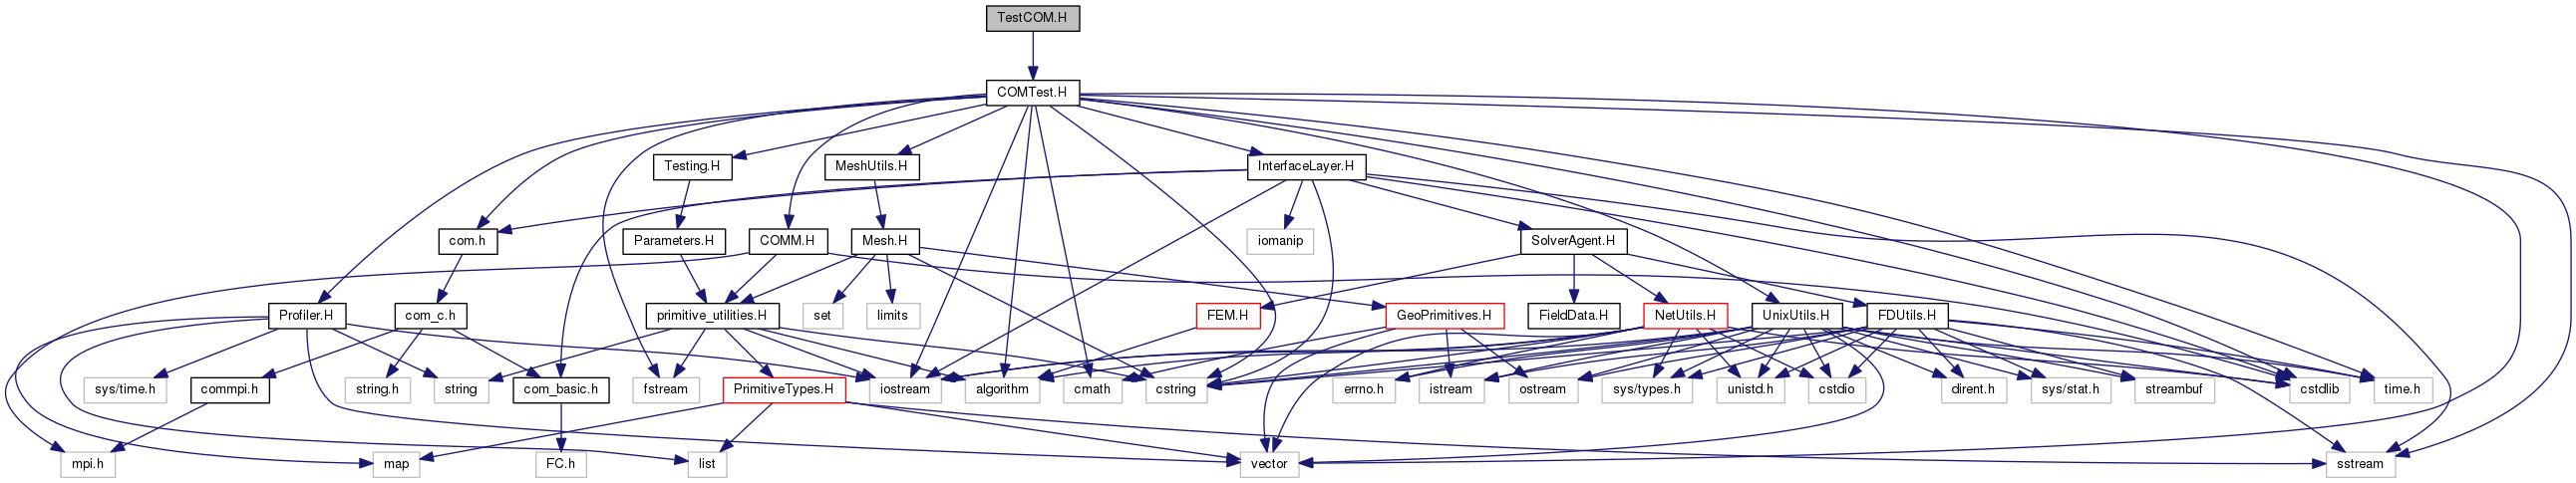 TestCOM.H
COMTest.H
Testing.H
MeshUtils.H
InterfaceLayer.H
com.h
Parameters.H
COMM.H
Mesh.H
iomanip
SolverAgent.H
Profiler.H
com_c.h
primitive_utilities.H
set
limits
FEM.H
GeoPrimitives.H
FieldData.H
NetUtils.H
UnixUtils.H
FDUtils.H
sys/time.h
commpi.h
string.h
string
com_basic.h
fstream
PrimitiveTypes.H
iostream
algorithm
cmath
cstring
errno.h
istream
ostream
sys/types.h
unistd.h
cstdio
dirent.h
sys/stat.h
streambuf
cstdlib
time.h
mpi.h
map
FC.h
list
vector
sstream